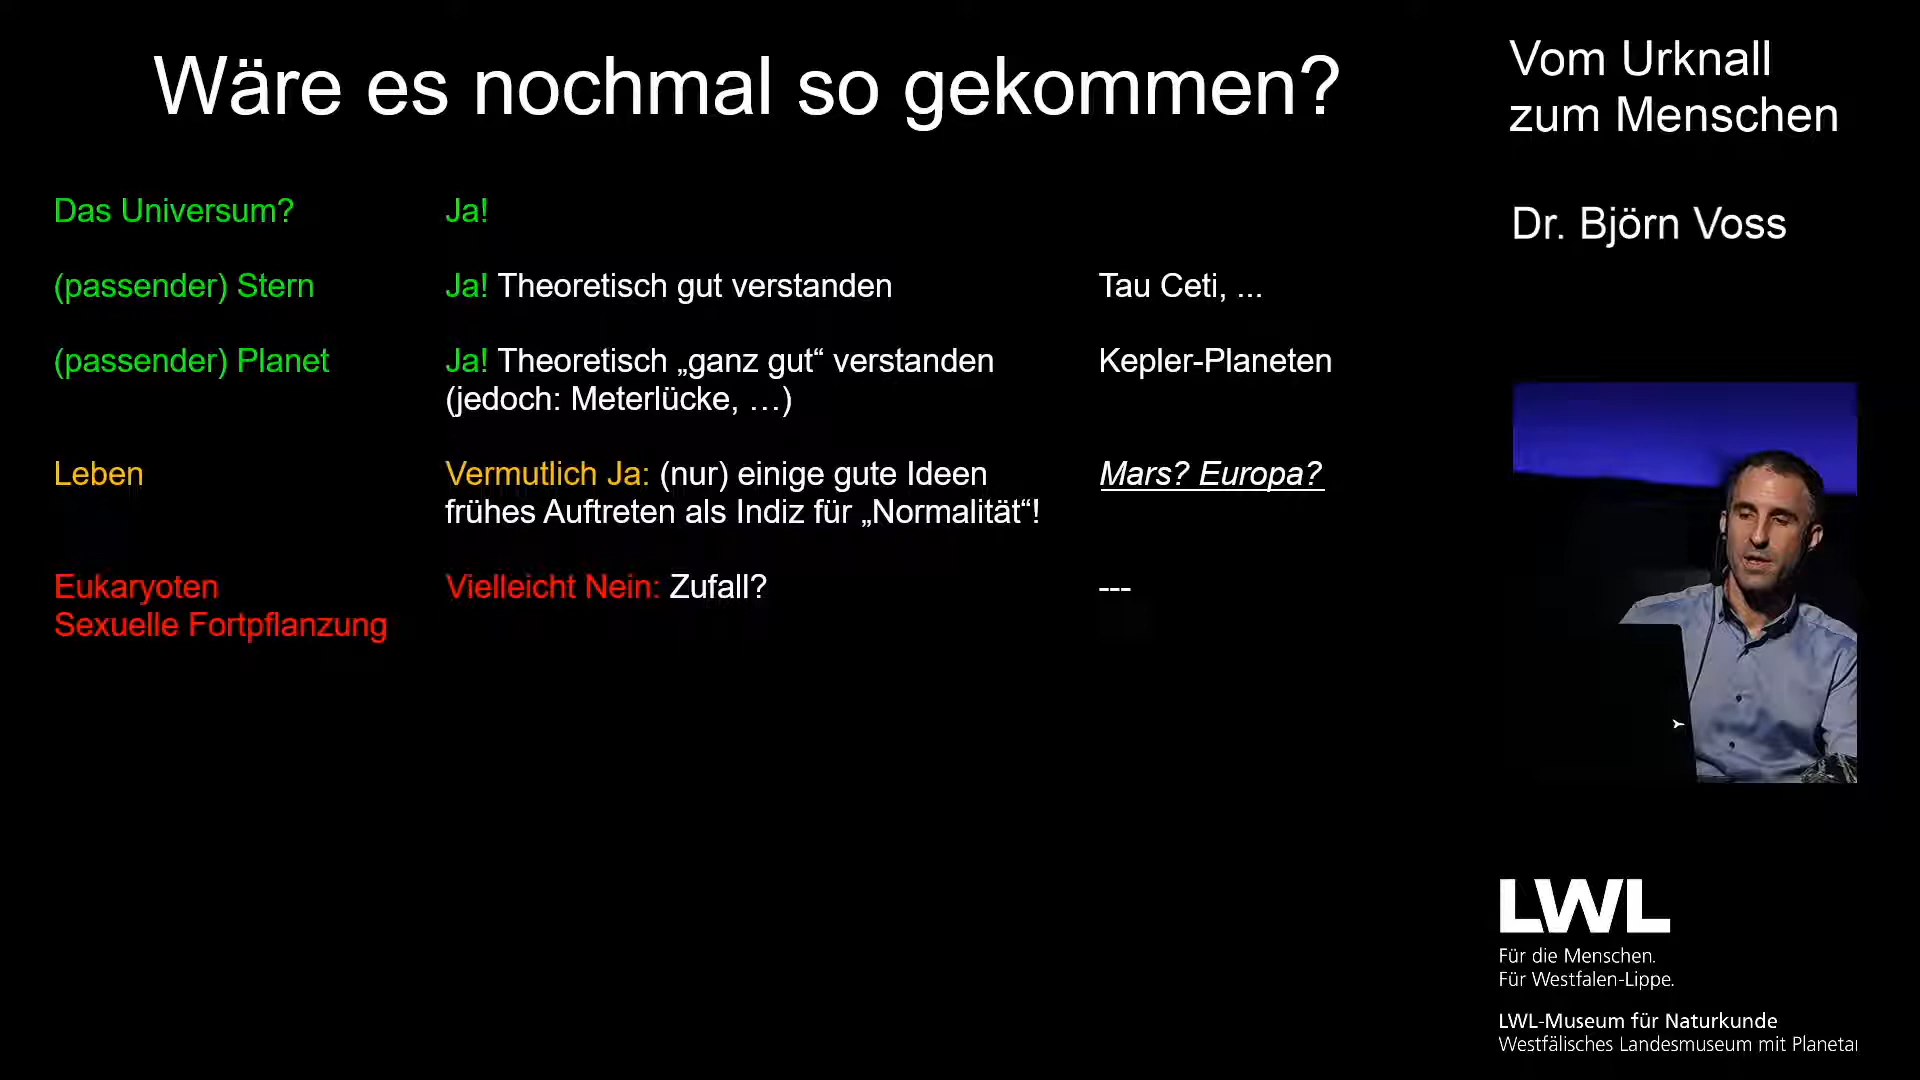 Wäre es nochmal so gekommen?
Vom Urknall
zum Menschen
Dr. Björn Voss
Das Universum? Ja!
(passender) Stern Ja! Theoretisch gut verstanden Tau Ceti, ...
(passender) Planet Ja! Theoretisch „ganz gut“ verstanden Kepler-Planeten
(jedoch: Meterlücke, …)
Leben Vermutlich Ja: (nur) einige gute Ideen Mars? Europa?
frühes Auftreten als Indiz für „Normalität“!
Eukaryoten Vielleicht Nein: Zufall? ---
Sexuelle Fortpflanzung
LWL
Für die Menschen.
Für Westfalen-Lippe.
LWL-Museum für Naturkunde
Westfälisches Landesmuseum mit Planetar